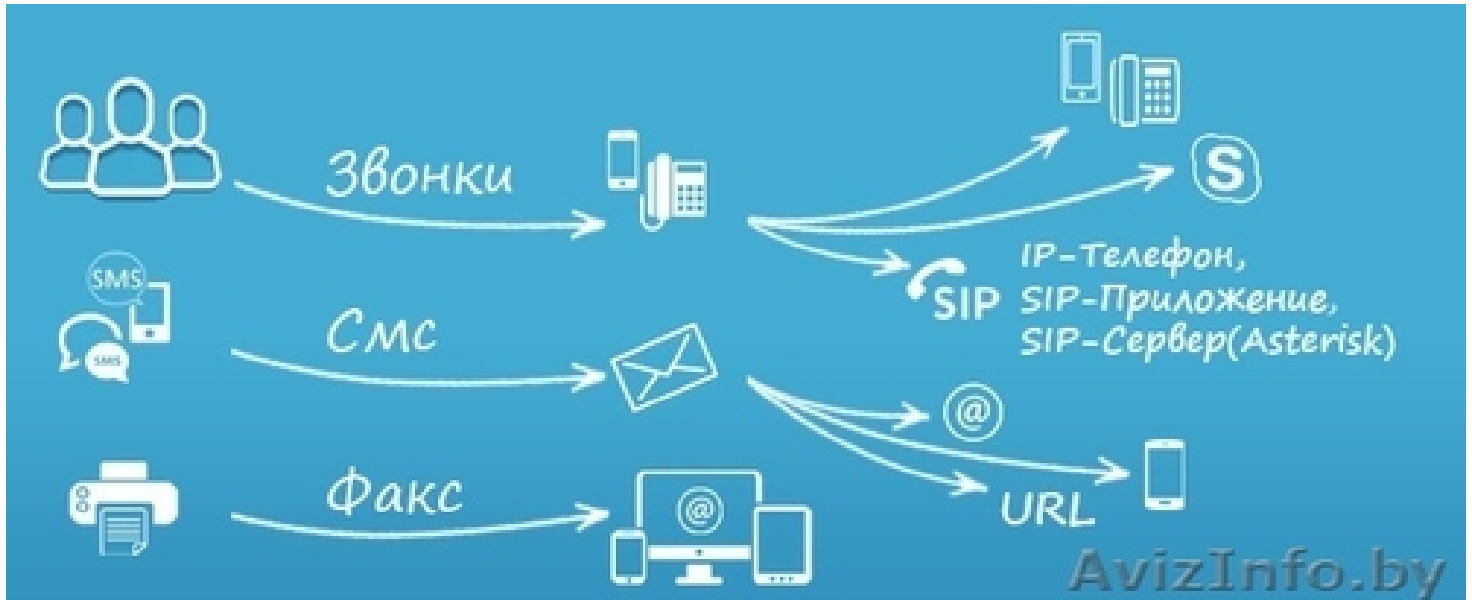 Звонки
S
IP-Телефон,
SIP
SIP-Приложение,
SIP-Сервер(Asterisk)
SMS
SMS
Смс
@
Факс
@
URL
AvizInfo.by